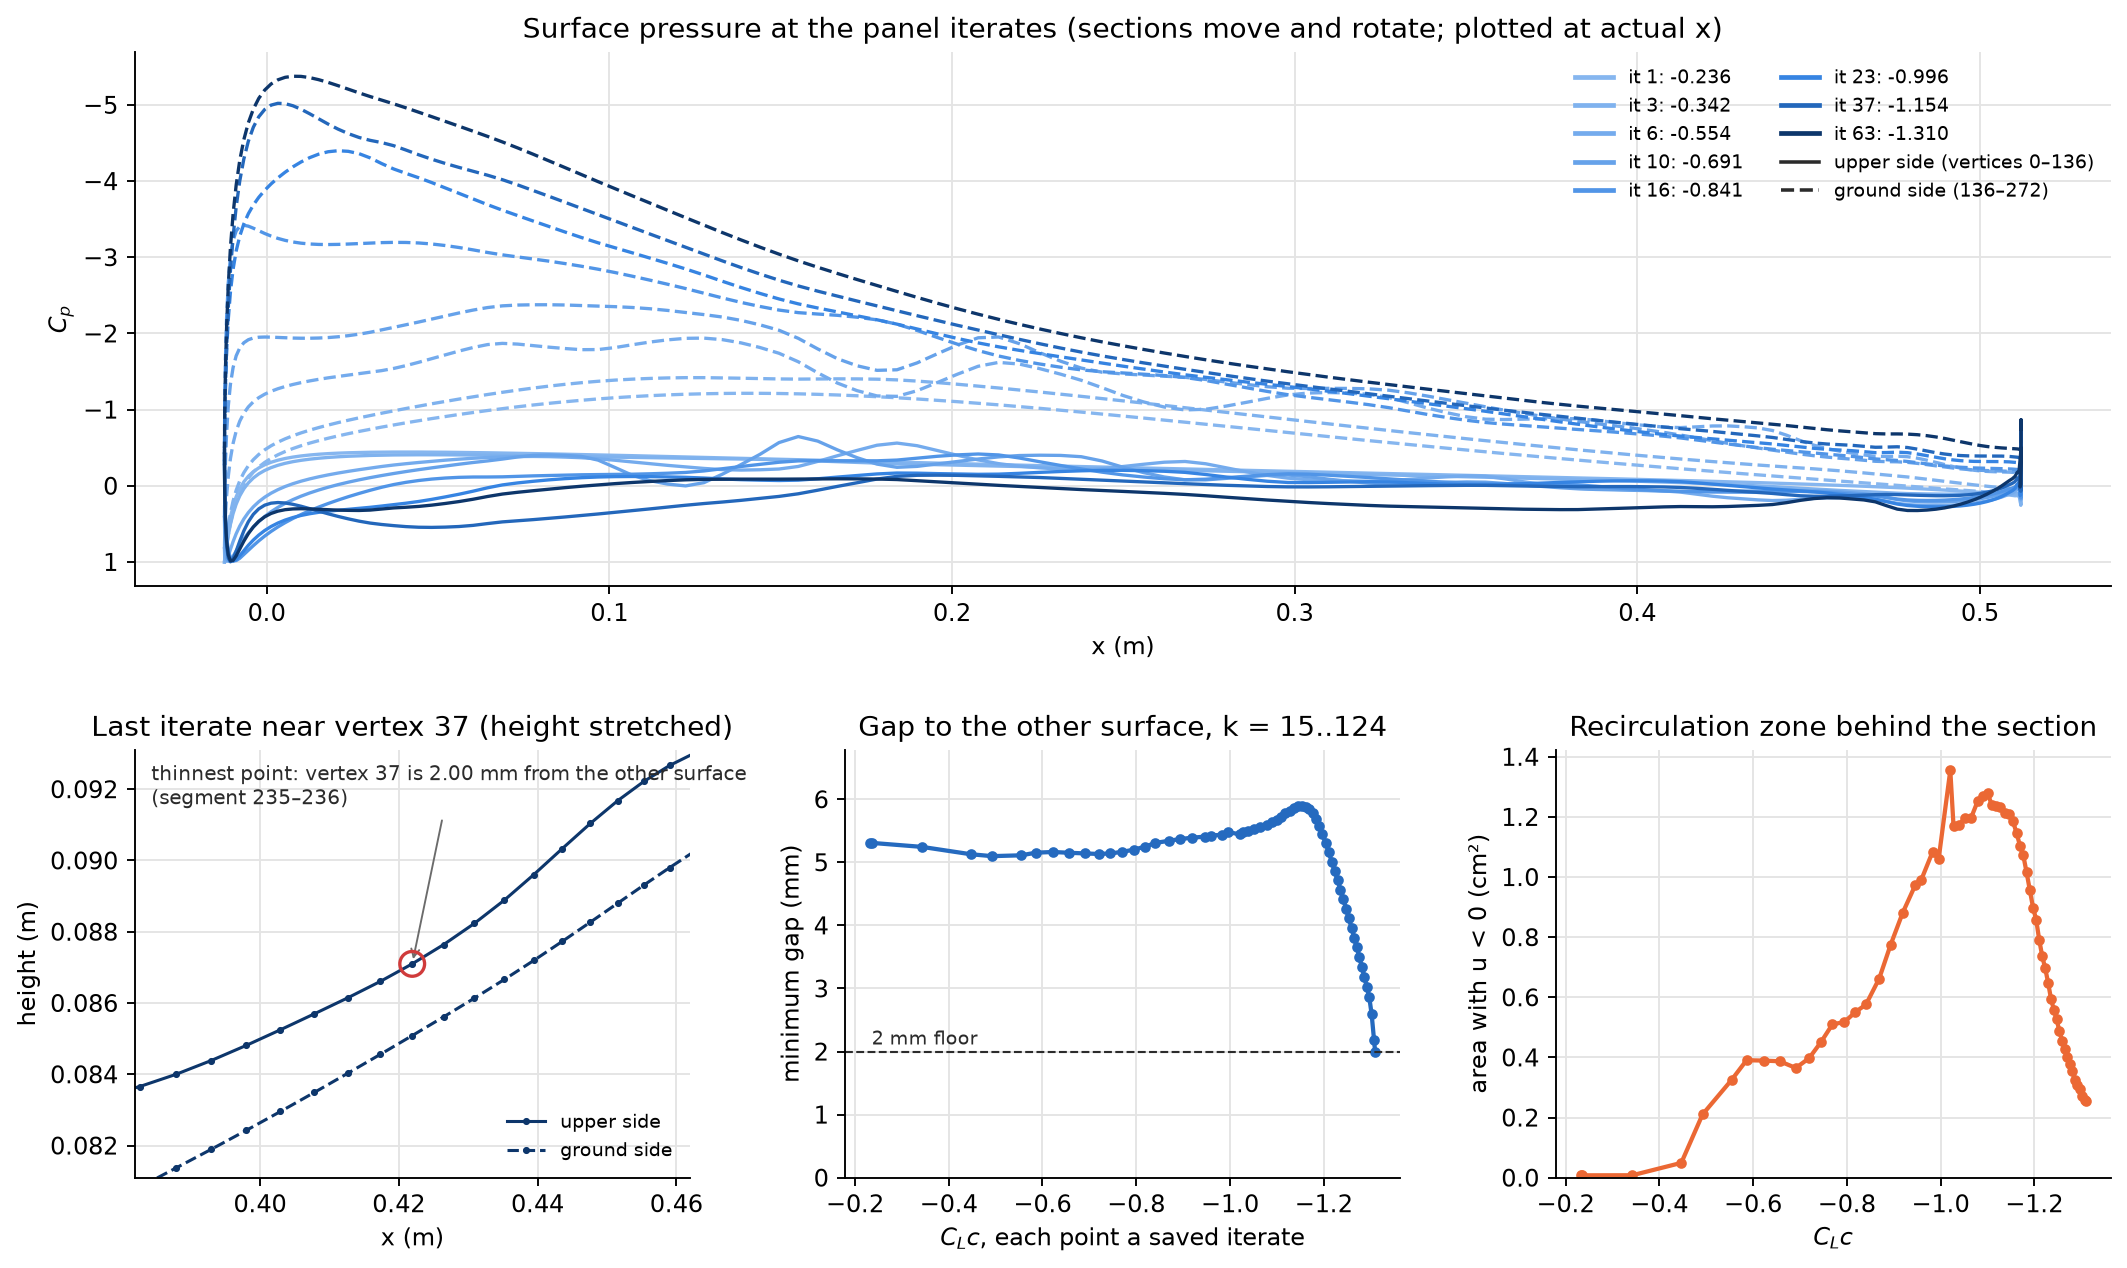 Surface pressure at the panel iterates (sections move and rotate; plotted at actual x)
−5
−4
−3
−2
−1
0
1
C_p
it 1: -0.236
it 3: -0.342
it 6: -0.554
it 10: -0.691
it 16: -0.841
it 23: -0.996
it 37: -1.154
it 63: -1.310
upper side (vertices 0–136)
ground side (136–272)
0.0 0.1 0.2 0.3 0.4 0.5
x (m)
Last iterate near vertex 37 (height stretched)
thinnest point: vertex 37 is 2.00 mm from the other surface
(segment 235–236)
0.092
0.090
0.088
0.086
0.084
0.082
height (m)
upper side
ground side
0.40 0.42 0.44 0.46
x (m)
Gap to the other surface, k = 15..124
6
5
4
3
2
1
0
minimum gap (mm)
2 mm floor
−0.2 −0.4 −0.6 −0.8 −1.0 −1.2
C_Lc, each point a saved iterate
Recirculation zone behind the section
1.4
1.2
1.0
0.8
0.6
0.4
0.2
0.0
area with u < 0 (cm²)
−0.2 −0.4 −0.6 −0.8 −1.0 −1.2
C_Lc